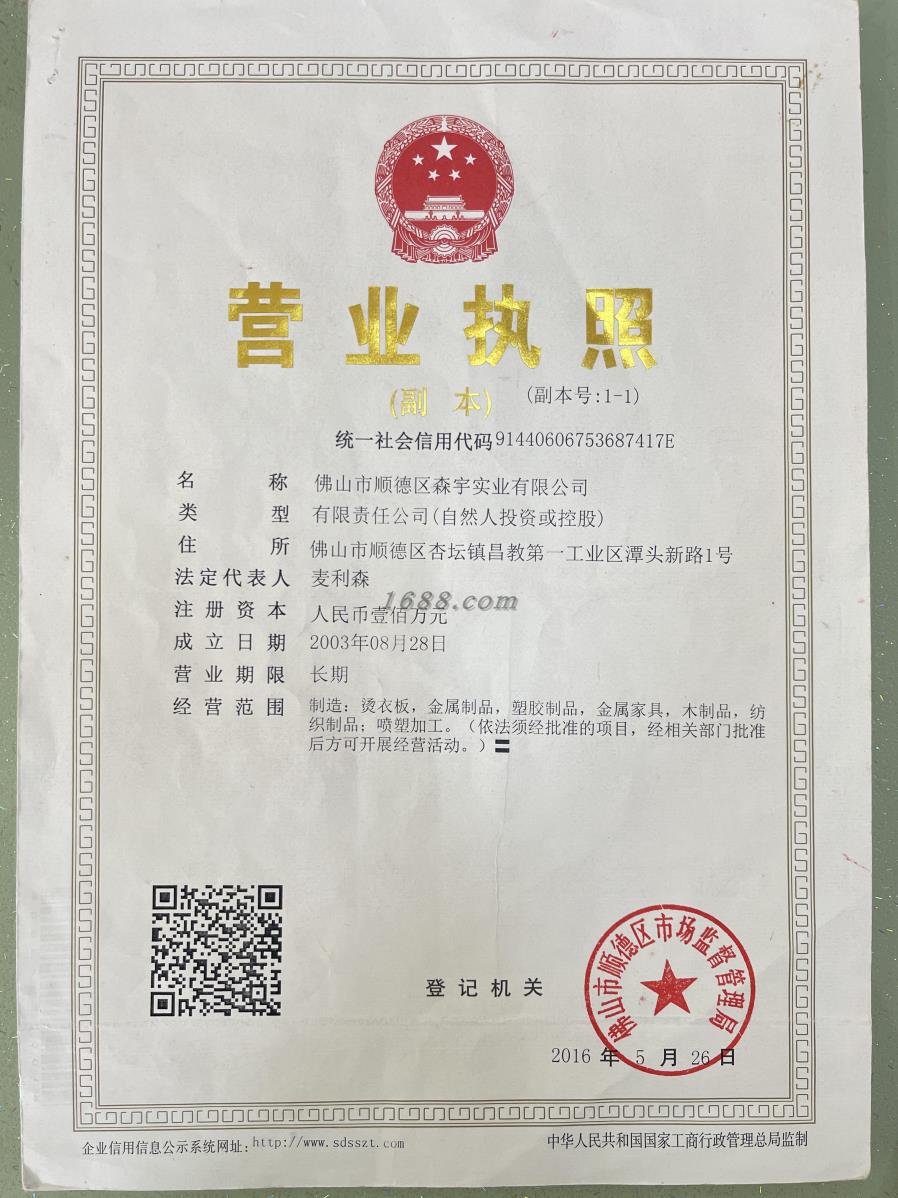 营业执照
(副本) (副本号:1-1)
统一社会信用代码91440606753687417E
名称 佛山市顺德区森宇实业有限公司
类型 有限责任公司(自然人投资或控股)
住所 佛山市顺德区杏坛镇昌教第一工业区潭头新路1号
法定代表人 麦利森
1688.com
注册资本 人民币壹佰万元
成立日期 2003年08月28日
营业期限 长期
经营范围 制造：烫衣板，金属制品，塑胶制品，金属家具，木制品，纺
织制品；喷塑加工。（依法须经批准的项目，经相关部门批准
后方可开展经营活动。）〓
佛山市顺德区市场监督管理局
登记机关
2016年5月26日
企业信用信息公示系统网址:http://www.sdsszt.com
中华人民共和国国家工商行政管理总局监制